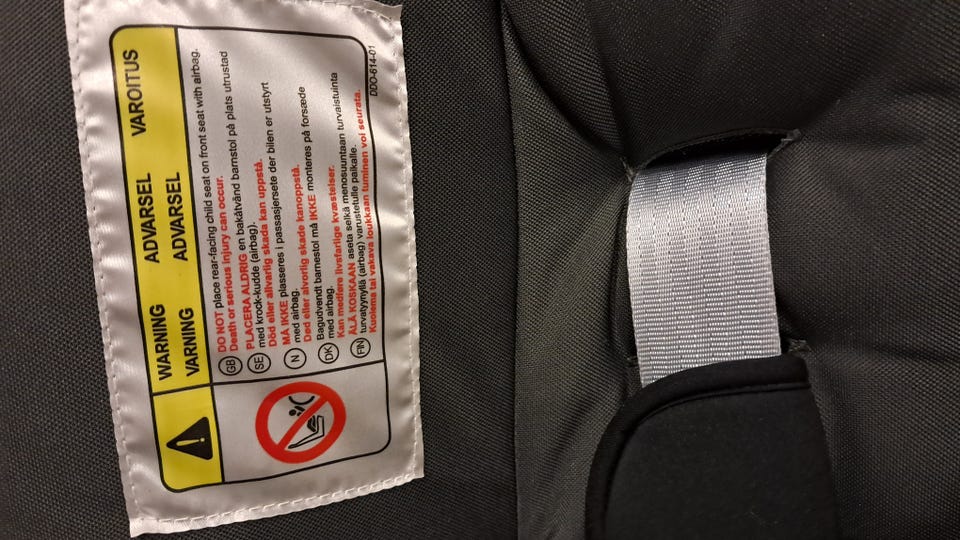 WARNING ADVARSEL VAROITUS
VARNING ADVARSEL
GB DO NOT place rear-facing child seat on front seat with airbag.
Death or serious injury can occur.
SE PLACERA ALDRIG en bakåtvänd barnstol på plats utrustad
med krock-kudde (airbag).
Död eller allvarlig skada kan uppstå.
N MÅ IKKE plasseres i passasjersete der bilen er utstyrt
med airbag.
Død eller alvorlig skade kanoppstå.
DK Bagudvendt barnestol må IKKE monteres på forsæde
med airbag.
Kan medføre livsfarlige kvæstelser.
FIN ÄLÄ KOSKAAN aseta selkä menosuuntaan turvaistuinta
turvatyynyllä (airbag) varustetulle paikalle.
Kuolema tai vakava loukkaantuminen voi seurata.
DDO-614-01